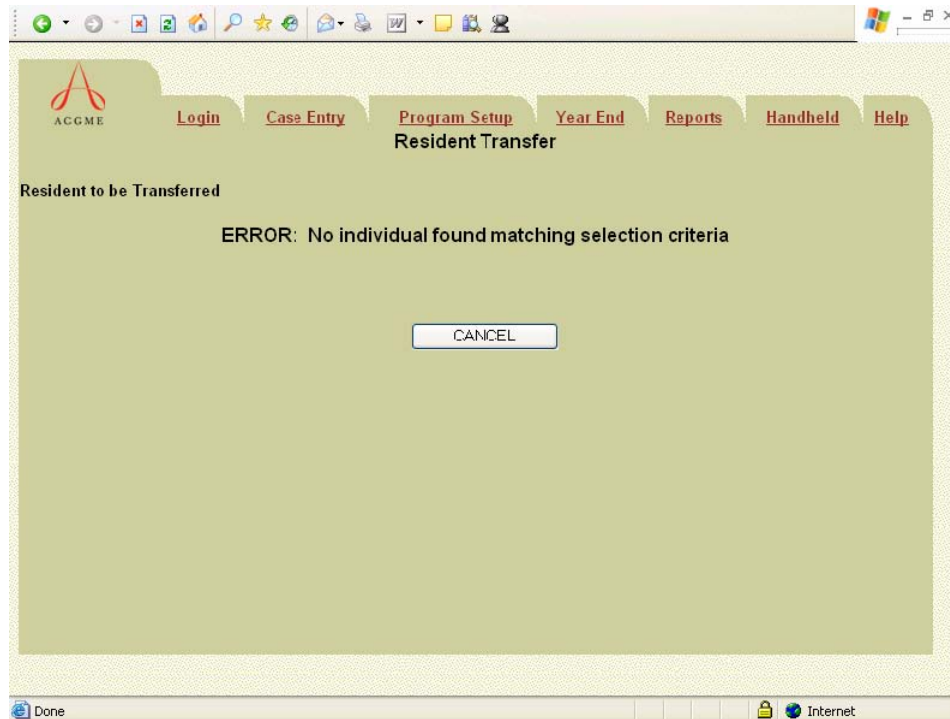 ACGME
Login Case Entry Program Setup Year End Reports Handheld Help
Resident Transfer
Resident to be Transferred
ERROR: No individual found matching selection criteria
CANCEL
Done Internet